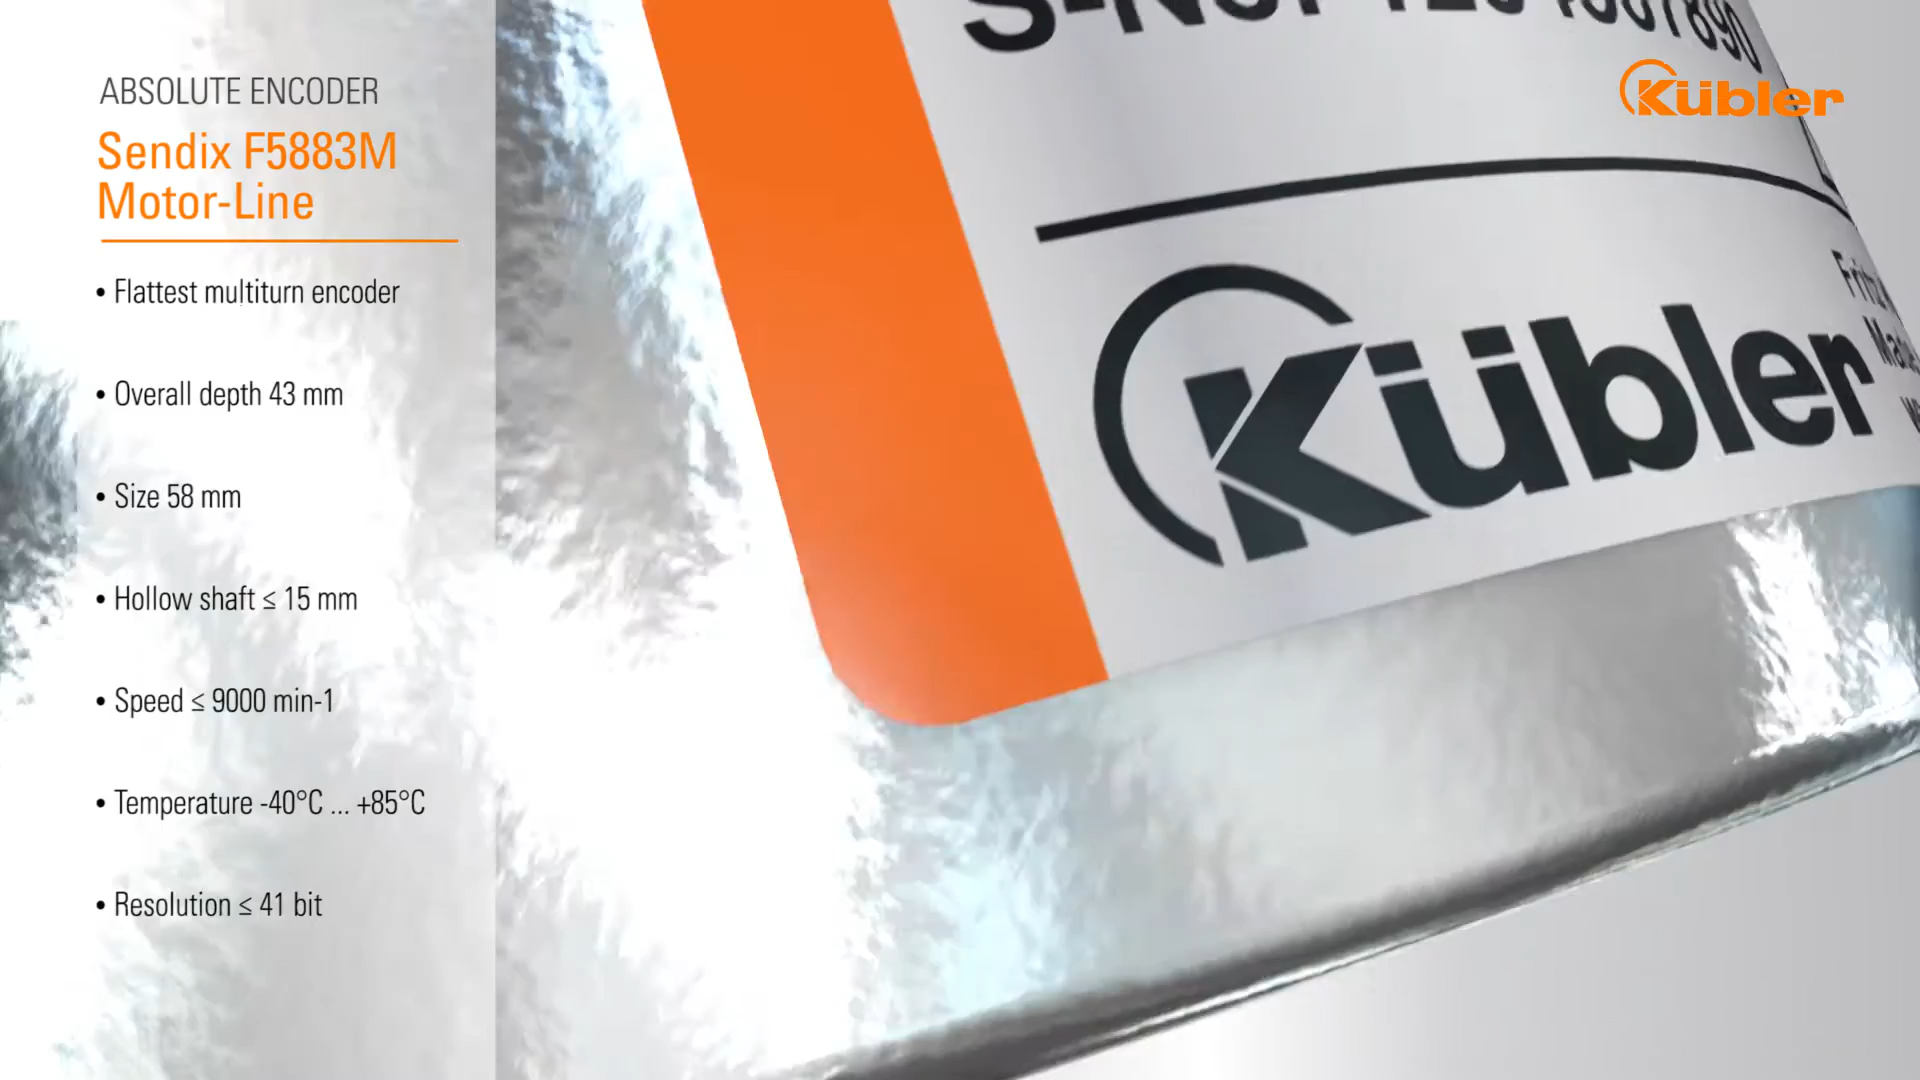 ABSOLUTE ENCODER
Sendix F5883M
Motor-Line
• Flattest multiturn encoder
• Overall depth 43 mm
• Size 58 mm
• Hollow shaft ≤ 15 mm
• Speed ≤ 9000 min-1
• Temperature -40°C ... +85°C
• Resolution ≤ 41 bit
Kübler
Kübler